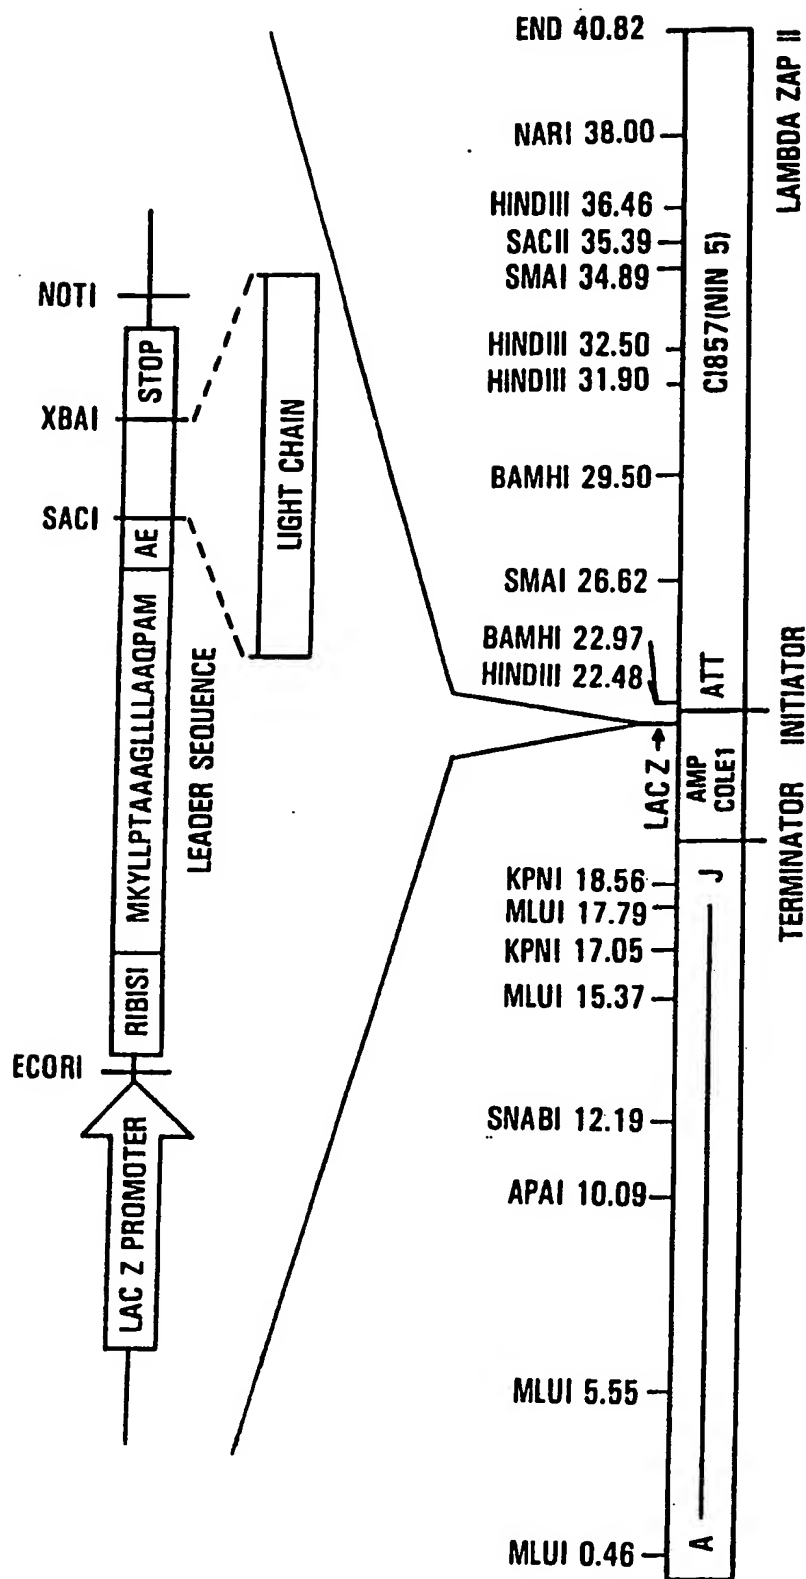 NOTI
XBAI
SACI
ECORI
STOP
AE
MKYLLPTAAAGLLLLAAQPAM
RIBISI
LAC Z PROMOTER
LEADER SEQUENCE
LIGHT CHAIN
END 40.82
NARI 38.00
HINDIII 36.46
SACII 35.39
SMAI 34.89
HINDIII 32.50
HINDIII 31.90
BAMHI 29.50
SMAI 26.62
BAMHI 22.97
HINDIII 22.48
LAC Z
KPNI 18.56
MLUI 17.79
KPNI 17.05
MLUI 15.37
SNABI 12.19
APAI 10.09
MLUI 5.55
MLUI 0.46
CI857(NIN 5)
ATT
AMP
COLE1
J
A
LAMBDA ZAP II
INITIATOR
TERMINATOR